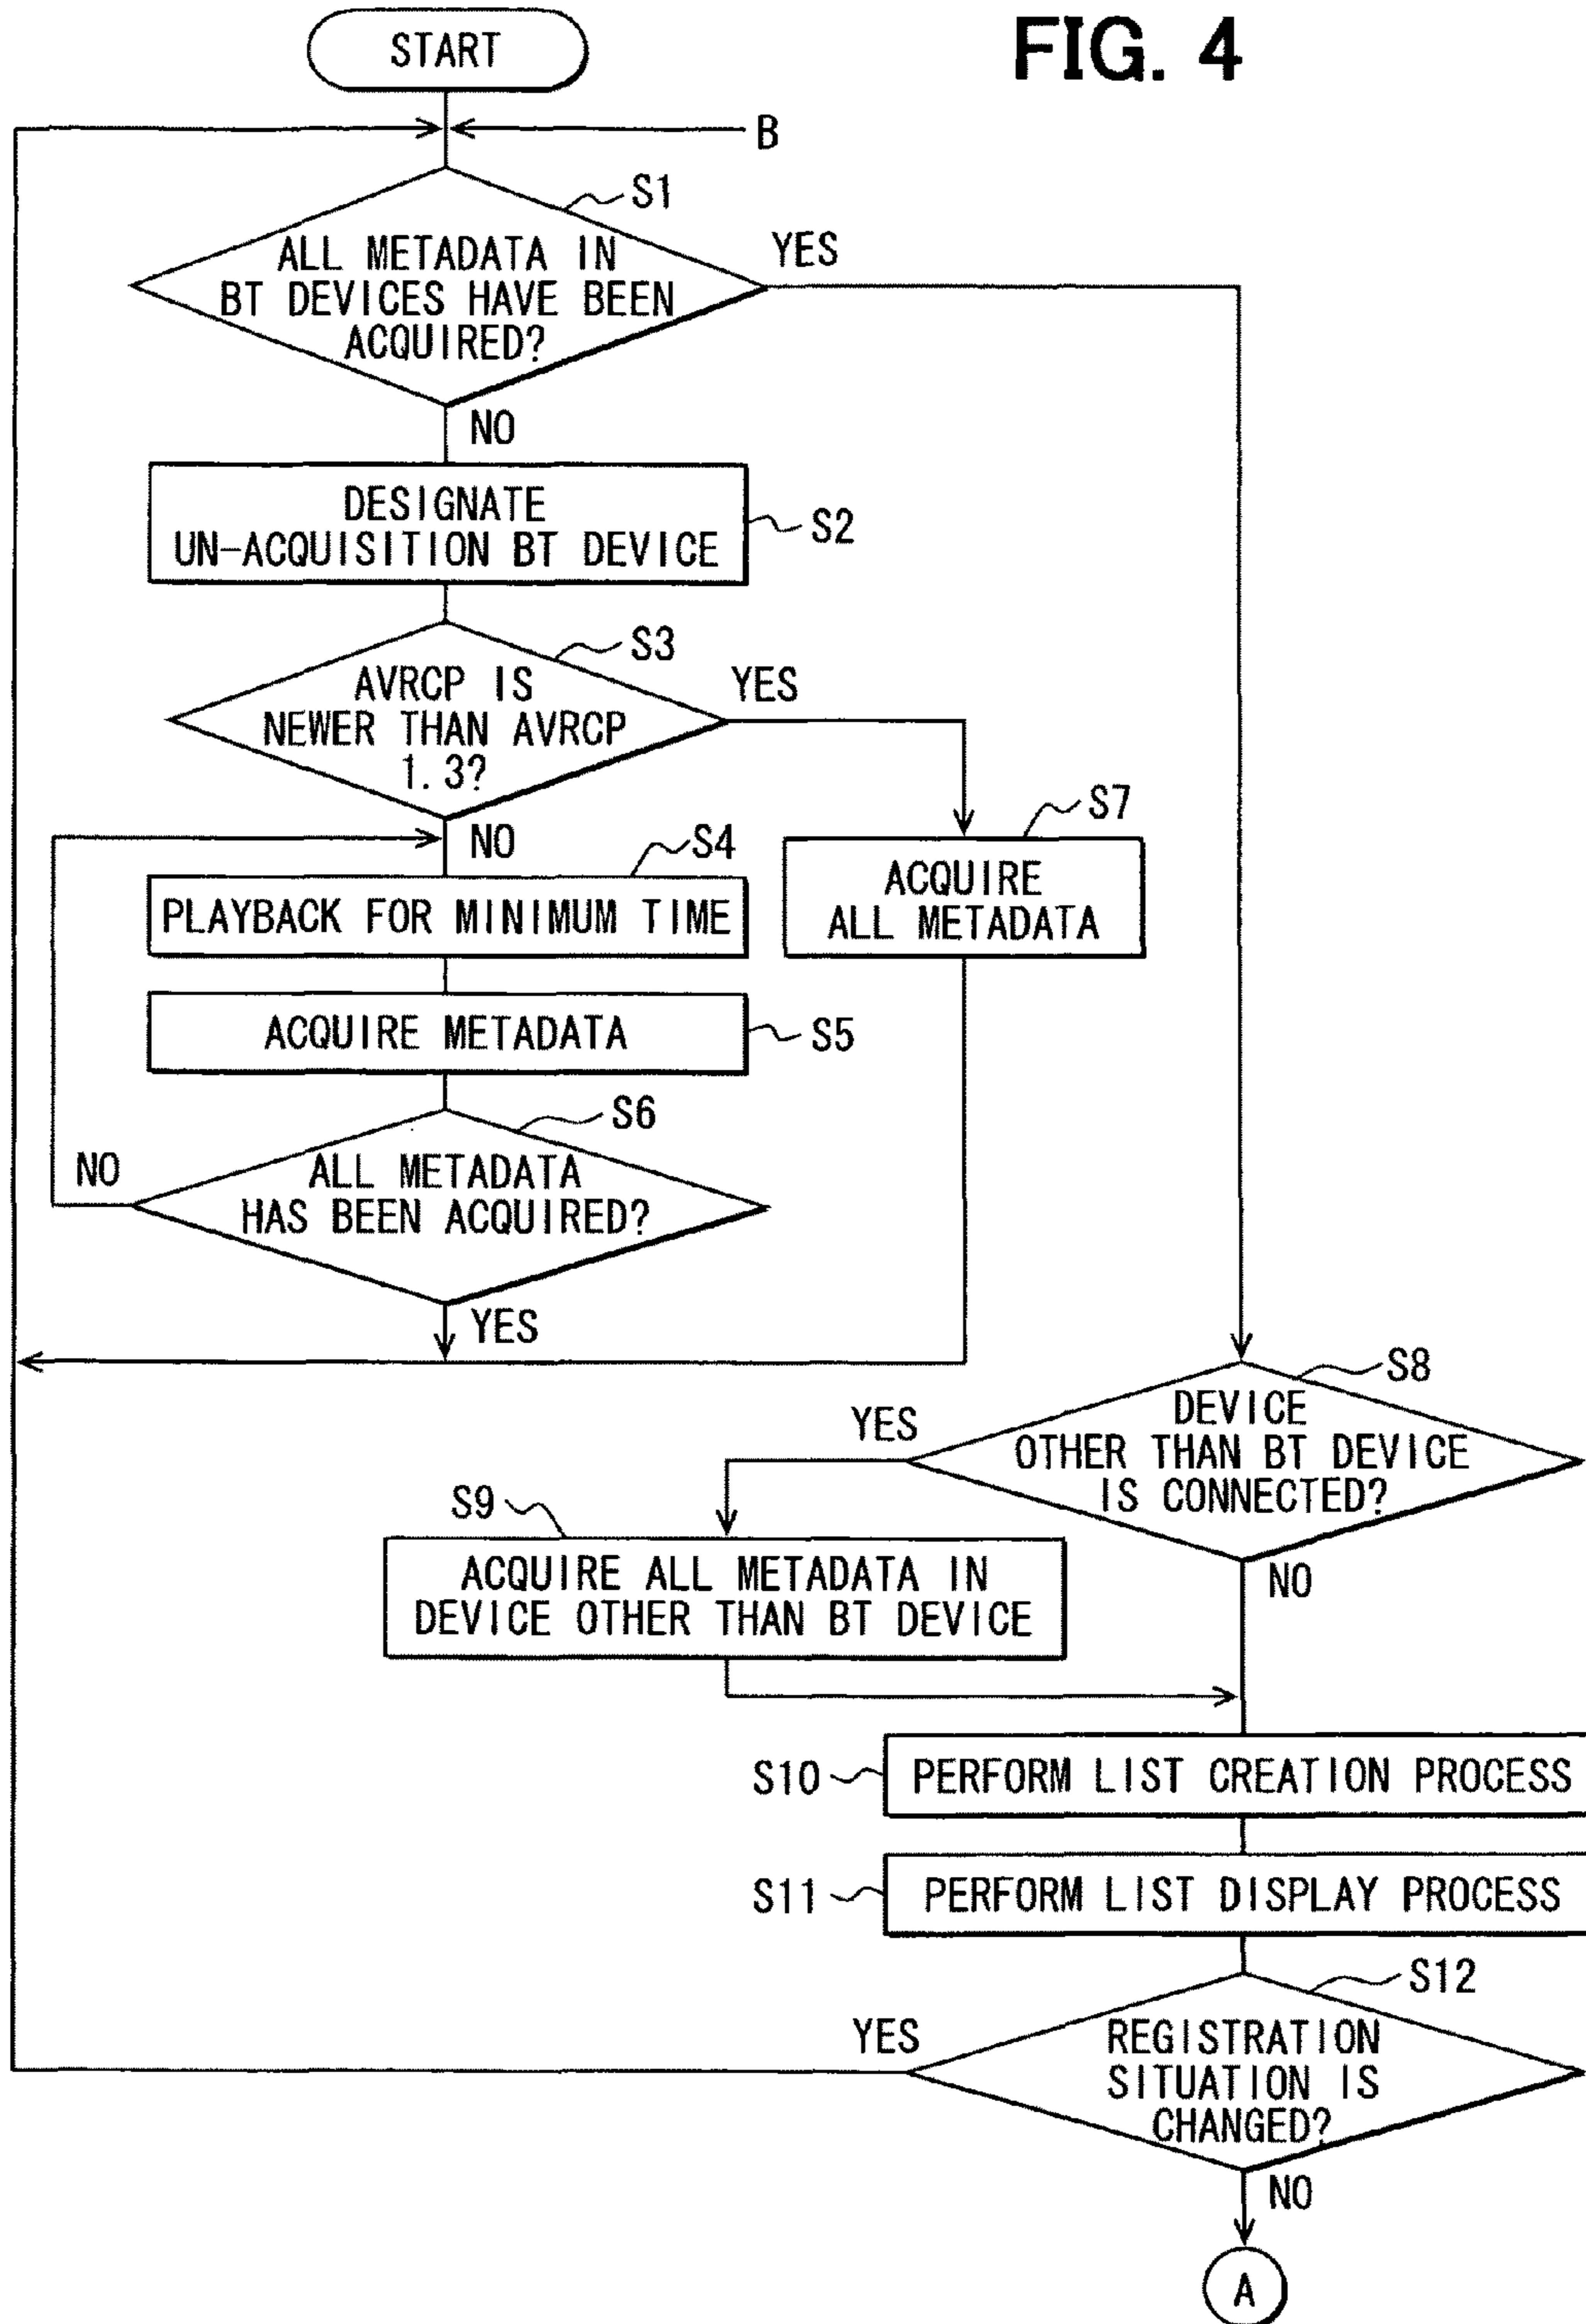 FIG. 4
START
B
S1
ALL METADATA IN
BT DEVICES HAVE BEEN
ACQUIRED?
YES
NO
DESIGNATE
UN-ACQUISITION BT DEVICE
S2
S3
AVRCP IS
NEWER THAN AVRCP
1.3?
YES
NO
S4
PLAYBACK FOR MINIMUM TIME
S7
ACQUIRE
ALL METADATA
ACQUIRE METADATA
S5
S6
ALL METADATA
HAS BEEN ACQUIRED?
NO
YES
S8
DEVICE
OTHER THAN BT DEVICE
IS CONNECTED?
YES
NO
S9
ACQUIRE ALL METADATA IN
DEVICE OTHER THAN BT DEVICE
S10
PERFORM LIST CREATION PROCESS
S11
PERFORM LIST DISPLAY PROCESS
S12
REGISTRATION
SITUATION IS
CHANGED?
YES
NO
A